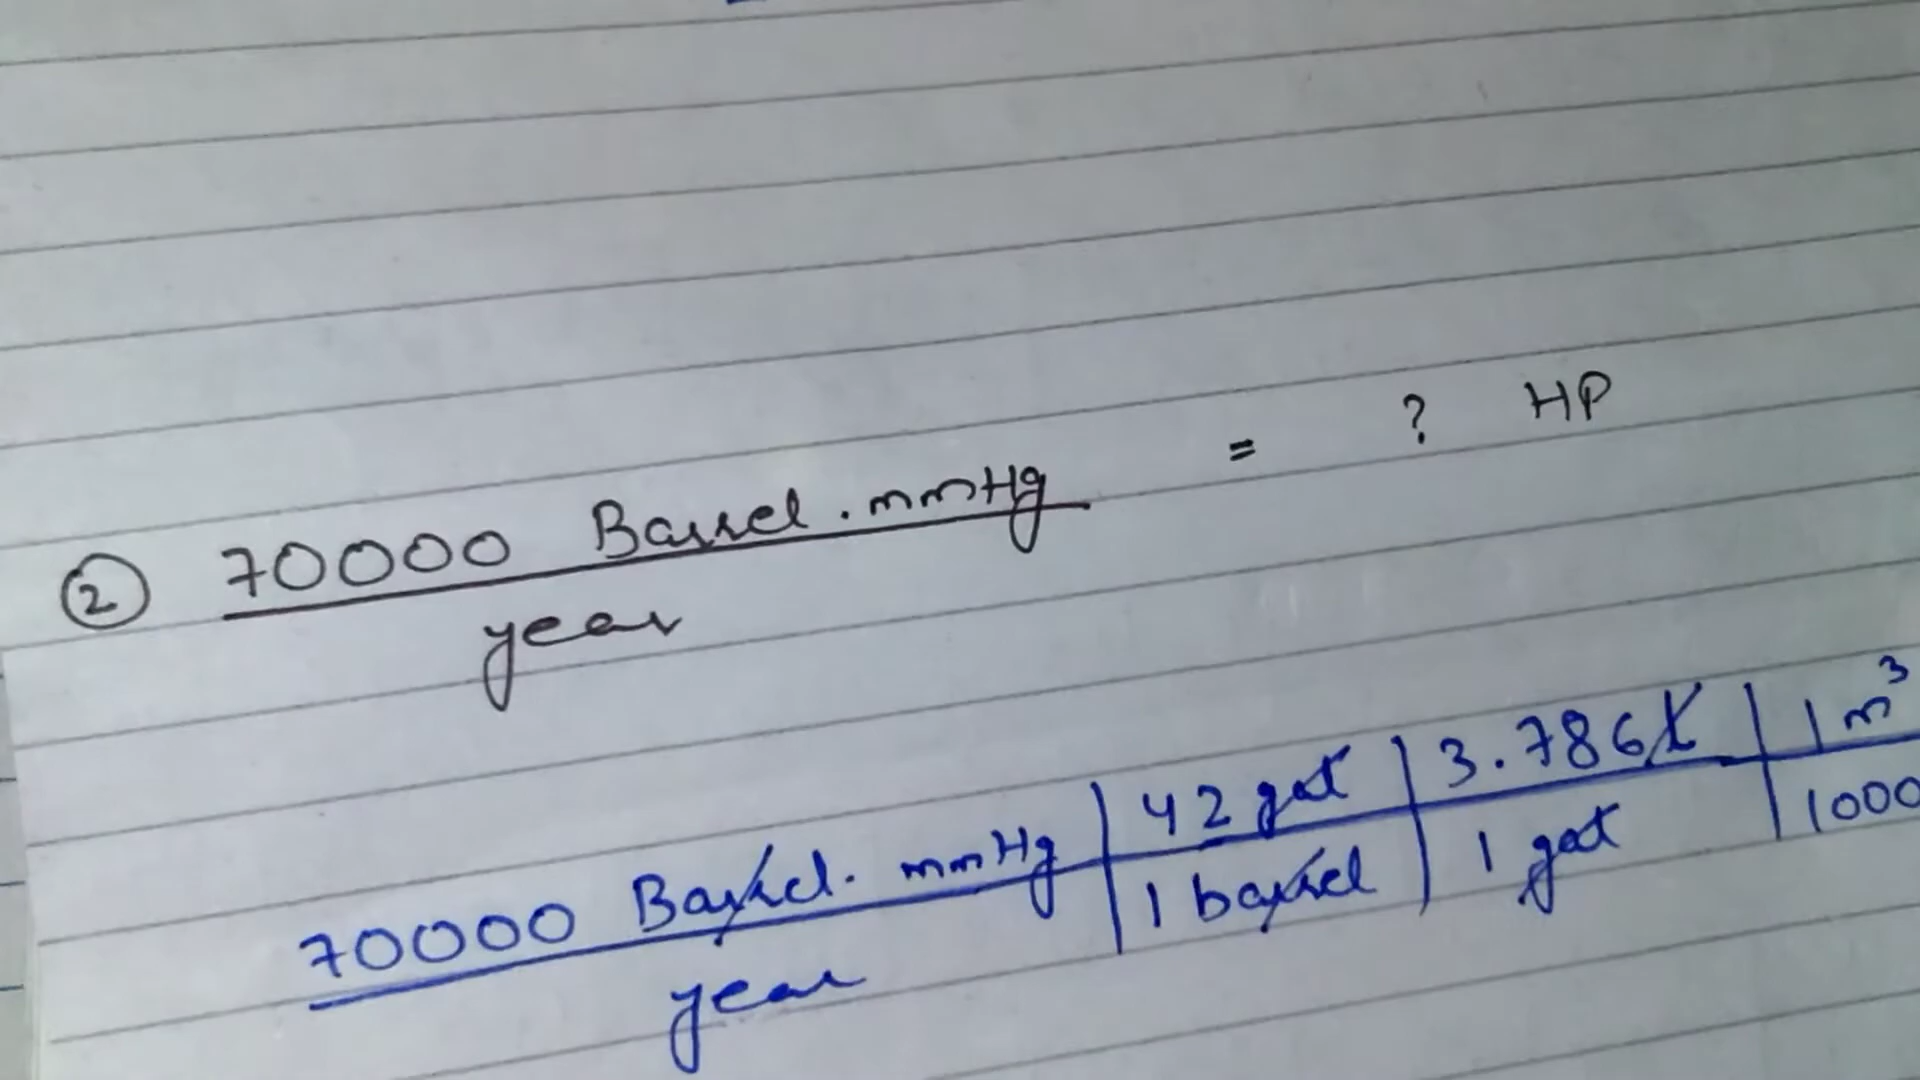 ② 70000 Barrel . mmHg = ? HP
year
70000 Barrel . mmHg | 42 gal | 3.786 L | 1 m³
year | 1 barrel | 1 gal | 1000